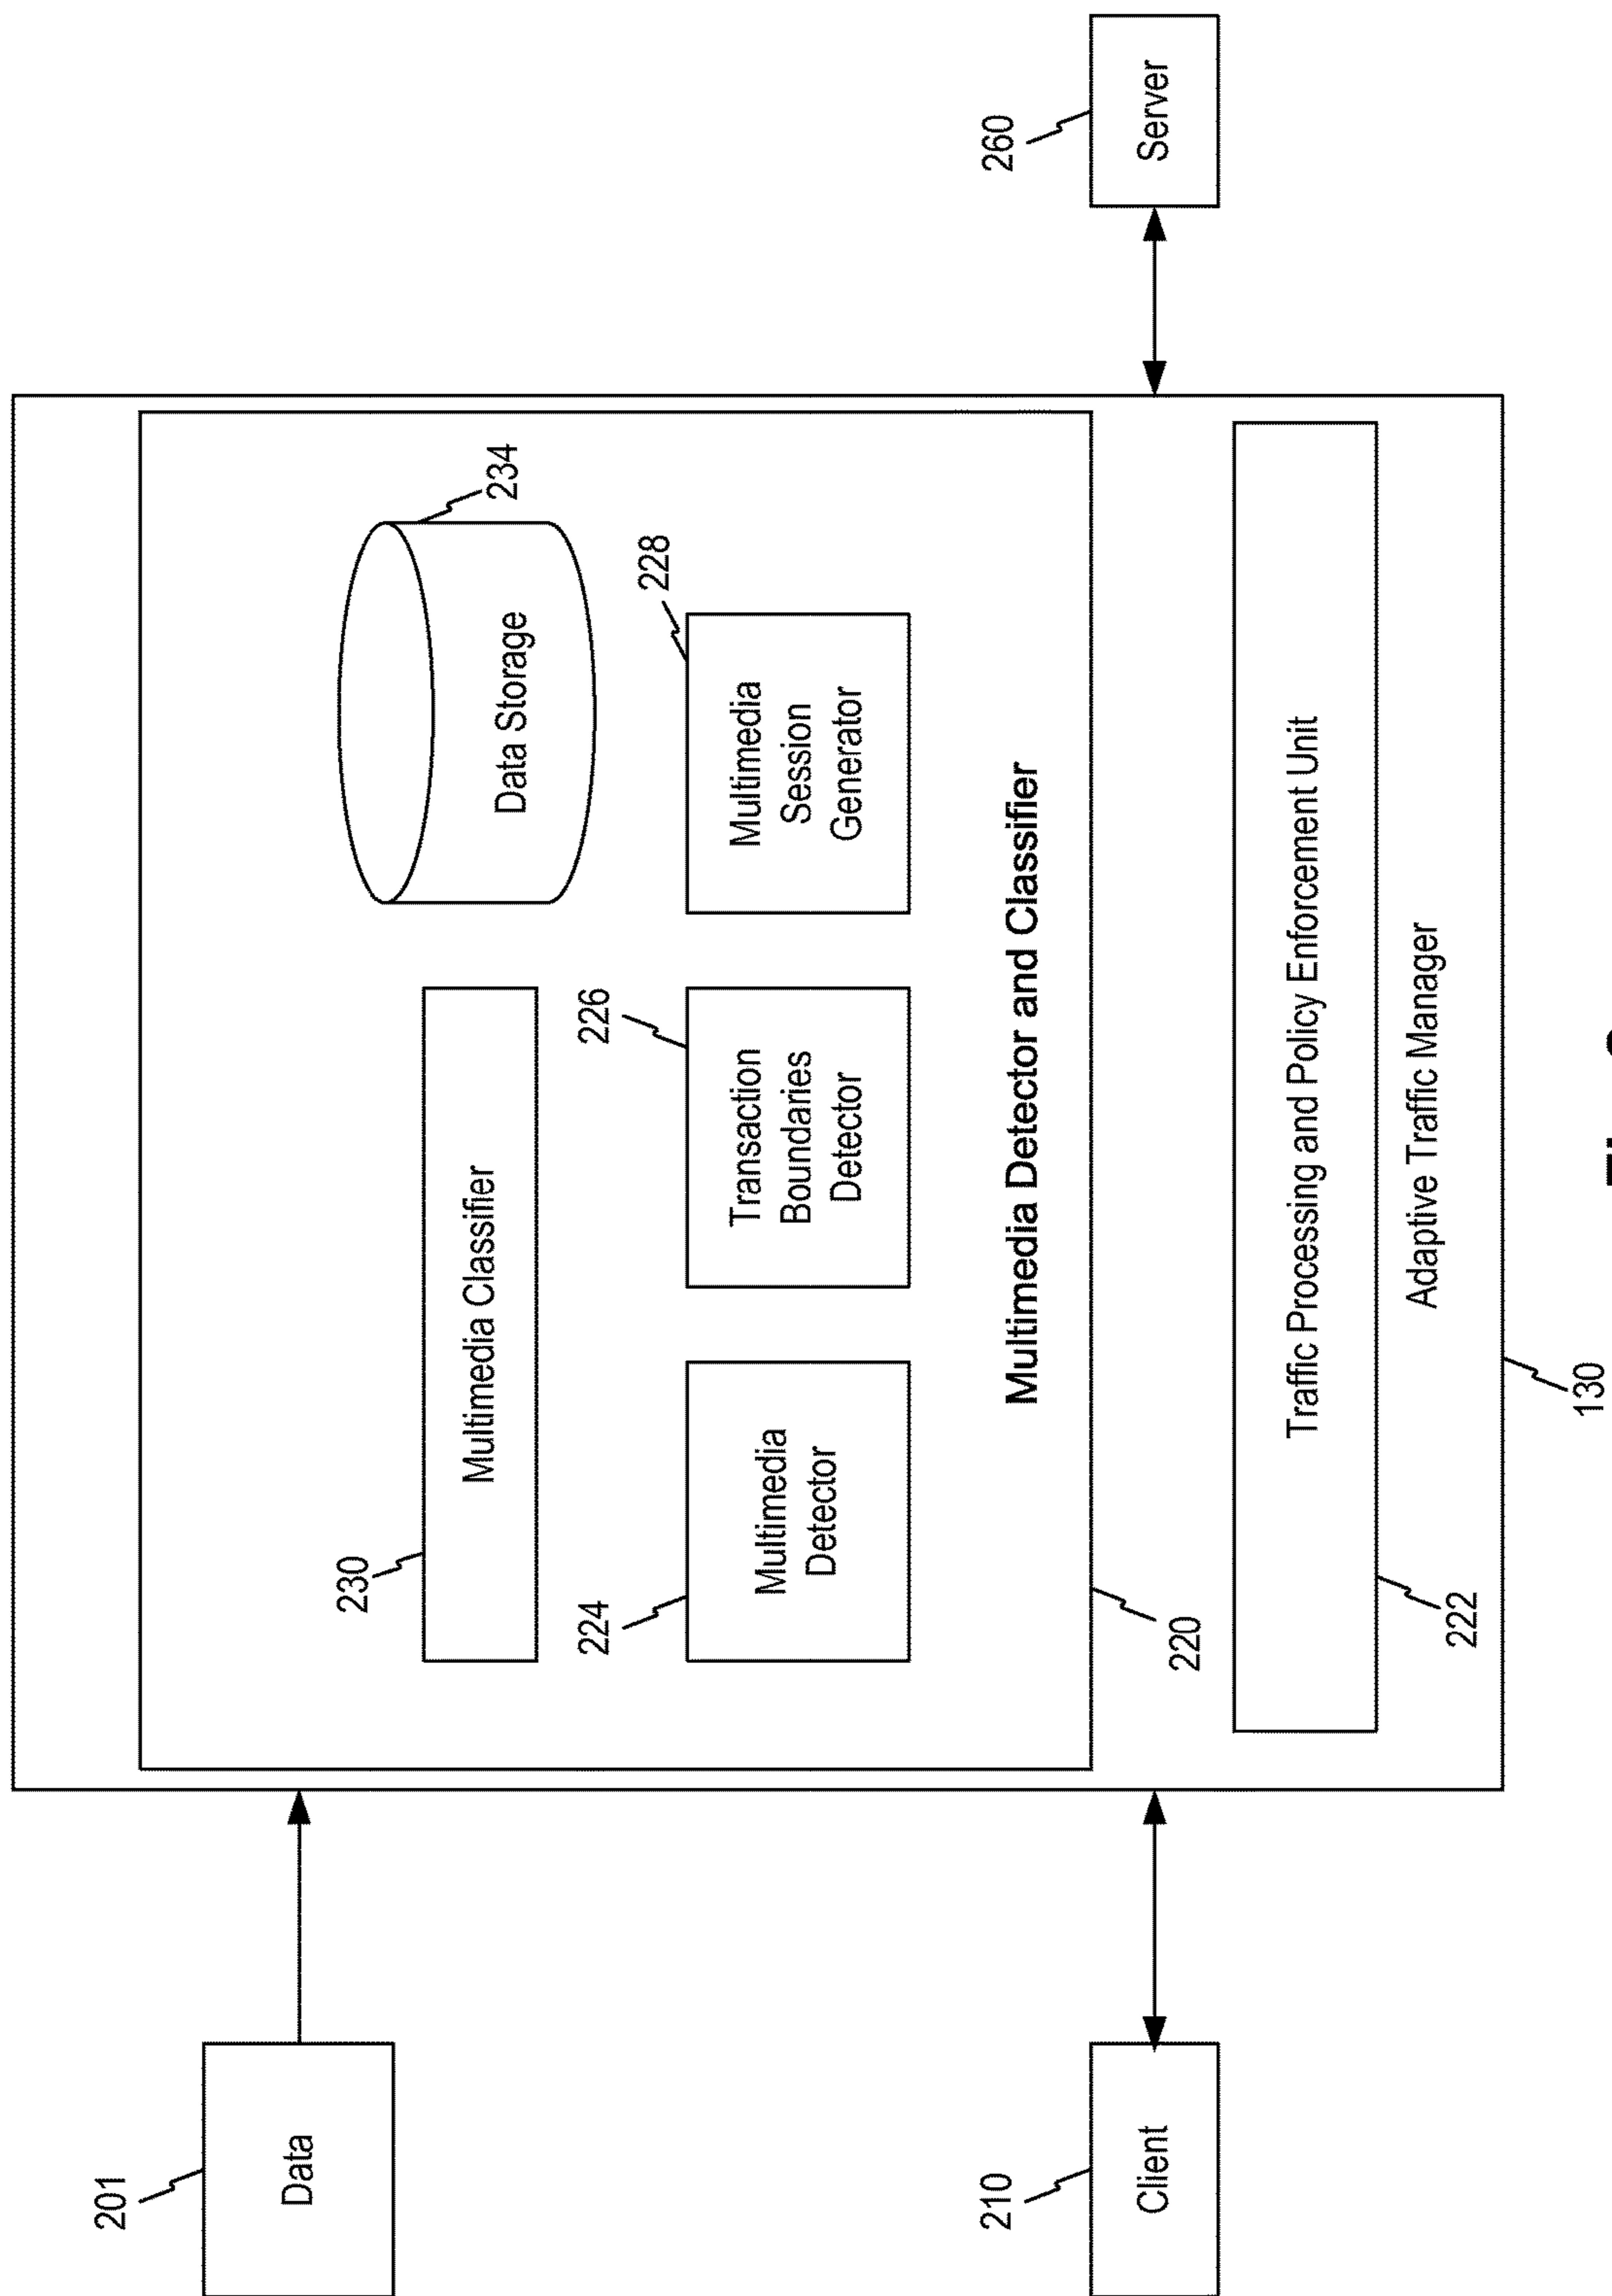 201
Data
230
Multimedia Classifier
Data Storage
234
224
Multimedia
Detector
226
Transaction
Boundaries
Detector
228
Multimedia
Session
Generator
Multimedia Detector and Classifier
220
210
Client
260
Server
Traffic Processing and Policy Enforcement Unit
222
Adaptive Traffic Manager
130